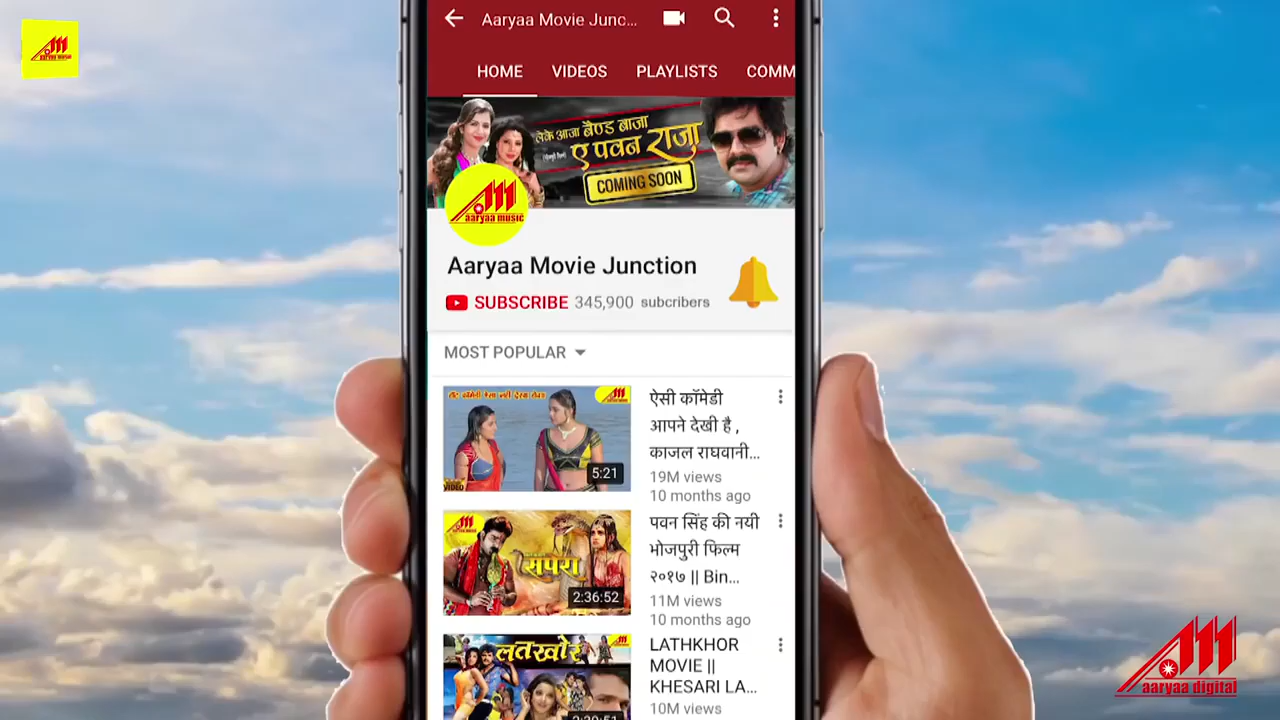 aaryaa music
Aaryaa Movie Junc...
HOME VIDEOS PLAYLISTS COMM
लेके आजा बैण्ड बाजा
ए पवन राजा
COMING SOON
aaryaa music
Aaryaa Movie Junction
SUBSCRIBE 345,900 subcribers
MOST POPULAR
5:21
ऐसी कॉमेडी
आपने देखी है ,
काजल राघवानी...
19M views
10 months ago
सपेरा
2:36:52
पवन सिंह की नयी
भोजपुरी फिल्म
२०१७ || Bin...
11M views
10 months ago
लतखोर
LATHKHOR
MOVIE ||
KHESARI LA...
10M views
aaryaa digital